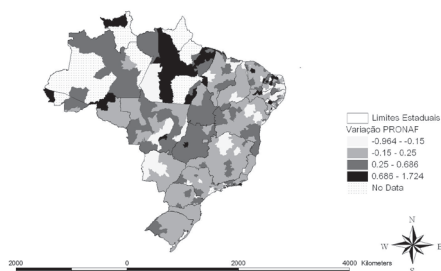 Limites Estaduais
Variação PRONAF
-0.964 - -0.15
-0.15 - 0.25
0.25 - 0.686
0.686 - 1.724
No Data
N
W
E
S
2000 0 2000 4000 Kilometers